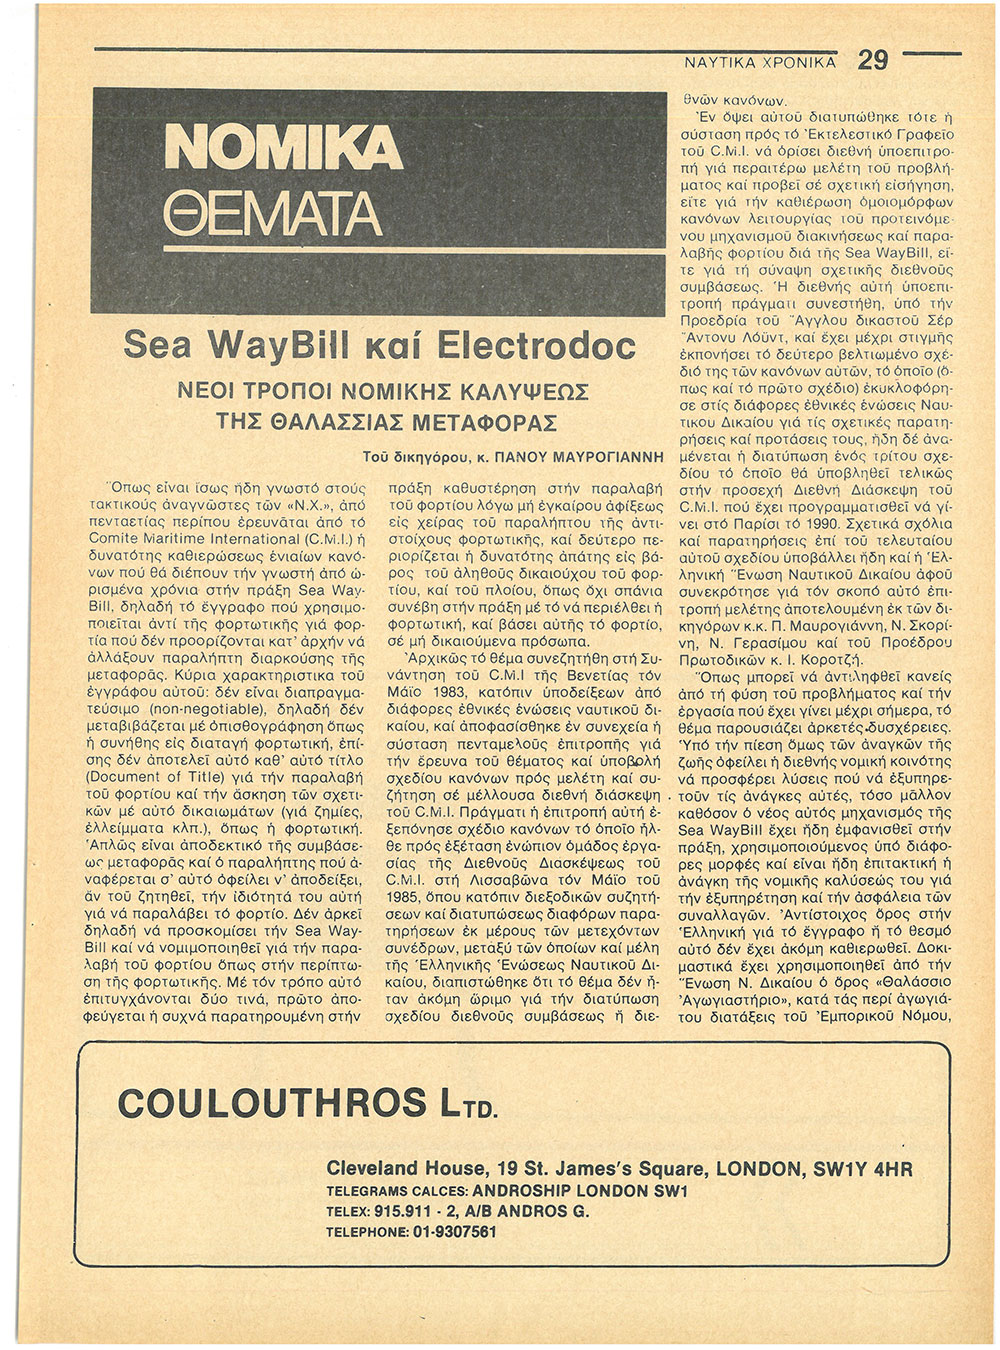 ΝΑΥΤΙΚΑ ΧΡΟΝΙΚΑ 29
ΝΟΜΙΚΑ
ΘΕΜΑΤΑ
Sea WayBill καί Electrodoc
ΝΕΟΙ ΤΡΟΠΟΙ ΝΟΜΙΚΗΣ ΚΑΛΥΨΕΩΣ
ΤΗΣ ΘΑΛΑΣΣΙΑΣ ΜΕΤΑΦΟΡΑΣ
Τοῦ δικηγόρου, κ. ΠΑΝΟΥ ΜΑΥΡΟΓΙΑΝΝΗ
Ὅπως εἶναι ἴσως ἤδη γνωστό στούς
τακτικούς ἀναγνῶστες τῶν «Ν.Χ.», ἀπό
πενταετίας περίπου ἐρευνᾶται ἀπό τό
Comite Maritime International (C.M.I.) ἡ
δυνατότης καθιερώσεως ἑνιαίων κανό-
νων πού θά διέπουν τήν γνωστή ἀπό ὡ-
ρισμένα χρόνια στήν πράξη Sea Way-
Bill, δηλαδή τό ἔγγραφο πού χρησιμο-
ποιεῖται ἀντί τῆς φορτωτικῆς γιά φορ-
τία πού δέν προορίζονται κατ' ἀρχήν νά
ἀλλάξουν παραλήπτη διαρκούσης τῆς
μεταφορᾶς. Κύρια χαρακτηριστικα τοῦ
ἐγγράφου αὐτοῦ: δέν εἶναι διαπραγμα-
τεύσιμο (non-negotiable), δηλαδή δέν
μεταβιβάζεται μέ ὀπισθογράφηση ὅπως
ἡ συνήθης εἰς διαταγή φορτωτική, ἐπί-
σης δέν ἀποτελεῖ αὐτό καθ' αὑτό τίτλο
(Document of Title) γιά τήν παραλαβή
τοῦ φορτίου καί τήν ἄσκηση τῶν σχετι-
κῶν μέ αὐτό δικαιωμάτων (γιά ζημίες,
ἐλλείμματα κλπ.), ὅπως ἡ φορτωτική.
Ἁπλῶς εἶναι ἀποδεκτικό τῆς συμβάσε-
ως μεταφορᾶς καί ὁ παραλήπτης πού ἀ-
ναφέρεται σ' αὐτό ὀφείλει ν' ἀποδείξει,
ἄν τοῦ ζητηθεῖ, τήν ἰδιότητά του αὐτή
γιά νά παραλάβει τό φορτίο. Δέν ἀρκεῖ
δηλαδή νά προσκομίσει τήν Sea Way-
Bill καί νά νομιμοποιηθεῖ γιά τήν παρα-
λαβή τοῦ φορτίου ὅπως στήν περίπτω-
ση τῆς φορτωτικῆς. Μέ τόν τρόπο αὐτό
ἐπιτυγχάνονται δύο τινά, πρῶτο ἀπο-
φεύγεται ἡ συχνά παρατηρουμένη στήν
πράξη καθυστέρηση στήν παραλαβή
τοῦ φορτίου λόγω μή ἐγκαίρου ἀφίξεως
εἰς χείρας τοῦ παραλήπτου τῆς ἀντι-
στοίχους φορτωτικῆς, καί δεύτερο πε-
ριορίζεται ἡ δυνατότης ἀπάτης εἰς βά-
ρος τοῦ ἀληθοῦς δικαιούχου τοῦ φορ-
τίου, καί τοῦ πλοίου, ὅπως ὄχι σπάνια
συνέβη στήν πράξη μέ τό νά περιέλθει ἡ
φορτωτική, καί βάσει αὐτῆς τό φορτίο,
σέ μή δικαιούμενα πρόσωπα.
Ἀρχικῶς τό θέμα συνεζητήθη στή Συ-
νάντηση τοῦ C.M.I τῆς Βενετίας τόν
Μάϊο 1983, κατόπιν ὑποδείξεων ἀπό
διάφορες ἐθνικές ἑνώσεις ναυτικοῦ δι-
καίου, καί ἀποφασίσθηκε ἐν συνεχεία ἡ
σύσταση πενταμελοῦς ἐπιτροπῆς γιά
τήν ἔρευνα τοῦ θέματος καί ὑποβολή
σχεδίου κανόνων πρός μελέτη καί συ-
ζήτηση σέ μέλλουσα διεθνή διάσκεψη
τοῦ C.M.I. Πράγματι ἡ ἐπιτροπή αὐτή ἐ-
ξεπόνησε σχέδιο κανόνων τό ὁποῖο ἦλ-
θε πρός ἐξέταση ἐνώπιον ὁμάδος ἐργα-
σίας τῆς Διεθνοῦς Διασκέψεως τοῦ
C.M.I. στή Λισσαβῶνα τόν Μάϊο τοῦ
1985, ὅπου κατόπιν διεξοδικῶν συζητή-
σεων καί διατυπώσεως διαφόρων παρα-
τηρήσεων ἐκ μέρους τῶν μετεχόντων
συνέδρων, μεταξύ τῶν ὁποίων καί μέλη
τῆς Ἑλληνικῆς Ἑνώσεως Ναυτικοῦ Δι-
καίου, διαπιστώθηκε ὅτι τό θέμα δέν ἦ-
ταν ἀκόμη ὥριμο γιά τήν διατύπωση
σχεδίου διεθνοῦς συμβάσεως ἤ διε-
θνῶν κανόνων.
Ἐν ὄψει αὐτοῦ διατυπώθηκε τότε ἡ
σύσταση πρός τό Ἐκτελεστικό Γραφεῖο
τοῦ C.M.I. νά ὁρίσει διεθνή ὑποεπιτρο-
πή γιά περαιτέρω μελέτη τοῦ προβλή-
ματος καί προβεῖ σέ σχετική εἰσήγηση,
εἴτε γιά τήν καθιέρωση ὁμοιομόρφων
κανόνων λειτουργίας τοῦ προτεινόμε-
νου μηχανισμοῦ διακινήσεως καί παρα-
λαβῆς φορτίου διά τῆς Sea WayBill, εἴ-
τε γιά τή σύναψη σχετικῆς διεθνοῦς
συμβάσεως. Ἡ διεθνής αὐτή ὑποεπι-
τροπή πράγματι συνεστήθη, ὑπό τήν
Προεδρία τοῦ Ἄγγλου δικαστοῦ Σέρ
Ἄντονυ Λόϋντ, καί ἔχει μέχρι στιγμῆς
ἐκπονήσει τό δεύτερο βελτιωμένο σχέ-
διό της τῶν κανόνων αὐτῶν, τό ὁποῖο (ὅ-
πως καί τό πρῶτο σχέδιο) ἐκυκλοφόρη-
σε στίς διάφορες ἐθνικές ἑνώσεις Ναυ-
τικου Δικαίου γιά τίς σχετικές παρατη-
ρήσεις καί προτάσεις τους, ἤδη δέ ἀνα-
μένεται ἡ διατύπωση ἑνός τρίτου σχε-
δίου τό ὁποῖο θά ὑποβληθεῖ τελικῶς
στήν προσεχῆ Διεθνή Διάσκεψη τοῦ
C.M.I. πού ἔχει προγραμματισθεῖ νά γί-
νει στό Παρίσι τό 1990. Σχετικά σχόλια
καί παρατηρήσεις ἐπί τοῦ τελευταίου
αὐτοῦ σχεδίου ὑποβάλλει ἤδη καί ἡ Ἑλ-
ληνική Ἕνωση Ναυτικοῦ Δικαίου ἀφοῦ
συνεκρότησε γιά τόν σκοπό αὐτό ἐπι-
τροπή μελέτης ἀποτελουμένη ἐκ τῶν δι-
κηγόρων κ.κ. Π. Μαυρογιάννη, Ν. Σκορί-
νη, Ν. Γερασίμου καί τοῦ Προέδρου
Πρωτοδικῶν κ. Ι. Κοροτζῆ.
Ὅπως μπορεῖ νά ἀντιληφθεῖ κανείς
ἀπό τή φύση τοῦ προβλήματος καί τήν
ἐργασία πού ἔχει γίνει μέχρι σήμερα, τό
θέμα παρουσιάζει ἀρκετές δυσχέρειες.
Ὑπό τήν πίεση ὅμως τῶν ἀναγκῶν τῆς
ζωῆς ὀφείλει ἡ διεθνής νομική κοινότης
νά προσφέρει λύσεις πού νά ἐξυπηρε-
τοῦν τίς ἀνάγκες αὐτές, τόσο μᾶλλον
καθόσον ὁ νέος αὐτός μηχανισμός τῆς
Sea WayBill ἔχει ἤδη ἐμφανισθεῖ στήν
πράξη, χρησιμοποιούμενος ὑπό διάφο-
ρες μορφές καί εἶναι ἤδη ἐπιτακτική ἡ
ἀνάγκη τῆς νομικῆς καλύσεώς του γιά
τήν ἐξυπηρέτηση καί τήν ἀσφάλεια τῶν
συναλλαγῶν. Ἀντίστοιχος ὅρος στήν
Ἑλληνική γιά τό ἔγγραφο ἤ τό θεσμό
αὐτό δέν ἔχει ἀκόμη καθιερωθεῖ. Δοκι-
μαστικά ἔχει χρησιμοποιηθεῖ ἀπό τήν
Ἕνωση Ν. Δικαίου ὁ ὅρος «Θαλάσσιο
Ἀγωγιαστήριο», κατά τάς περί ἀγωγιά-
του διατάξεις τοῦ Ἐμπορικοῦ Νόμου,
COULOUTHROS LTD.
Cleveland House, 19 St. James's Square, LONDON, SW1Y 4HR
TELEGRAMS CALCES: ANDROSHIP LONDON SW1
TELEX: 915.911 - 2, A/B ANDROS G.
TELEPHONE: 01-9307561